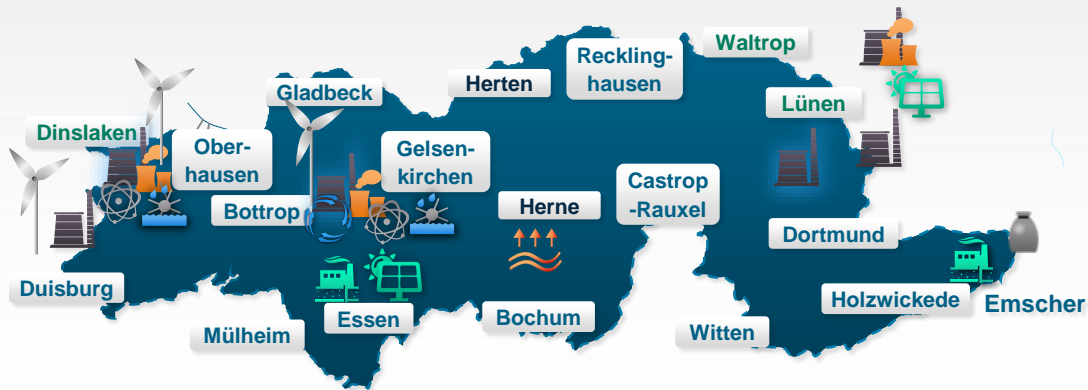 Waltrop
Reckling-
hausen
Herten
Gladbeck
Lünen
Dinslaken
Ober-
hausen
Gelsen-
kirchen
Castrop
-Rauxel
Bottrop
Herne
Dortmund
Duisburg
Holzwickede
Emscher
Essen
Bochum
Mülheim
Witten